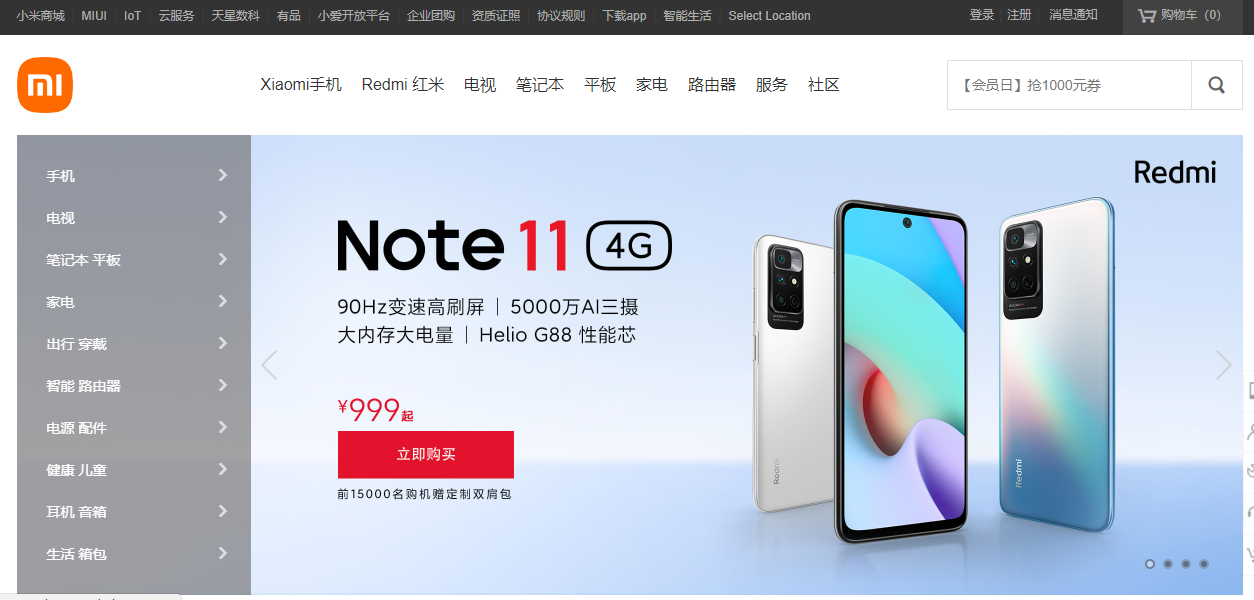 小米商城 MIUI IoT 云服务 天星数科 有品 小爱开放平台 企业团购 资质证照 协议规则 下载app 智能生活 Select Location 登录 注册 消息通知 购物车（0）
Xiaomi手机 Redmi 红米 电视 笔记本 平板 家电 路由器 服务 社区 【会员日】抢1000元券
手机
电视
笔记本 平板
家电
出行 穿戴
智能 路由器
电源 配件
健康 儿童
耳机 音箱
生活 箱包
Redmi
Note 11 4G
90Hz变速高刷屏｜5000万AI三摄
大内存大电量｜Helio G88 性能芯
¥999起
立即购买
前15000名购机赠定制双肩包
Redmi
Redmi